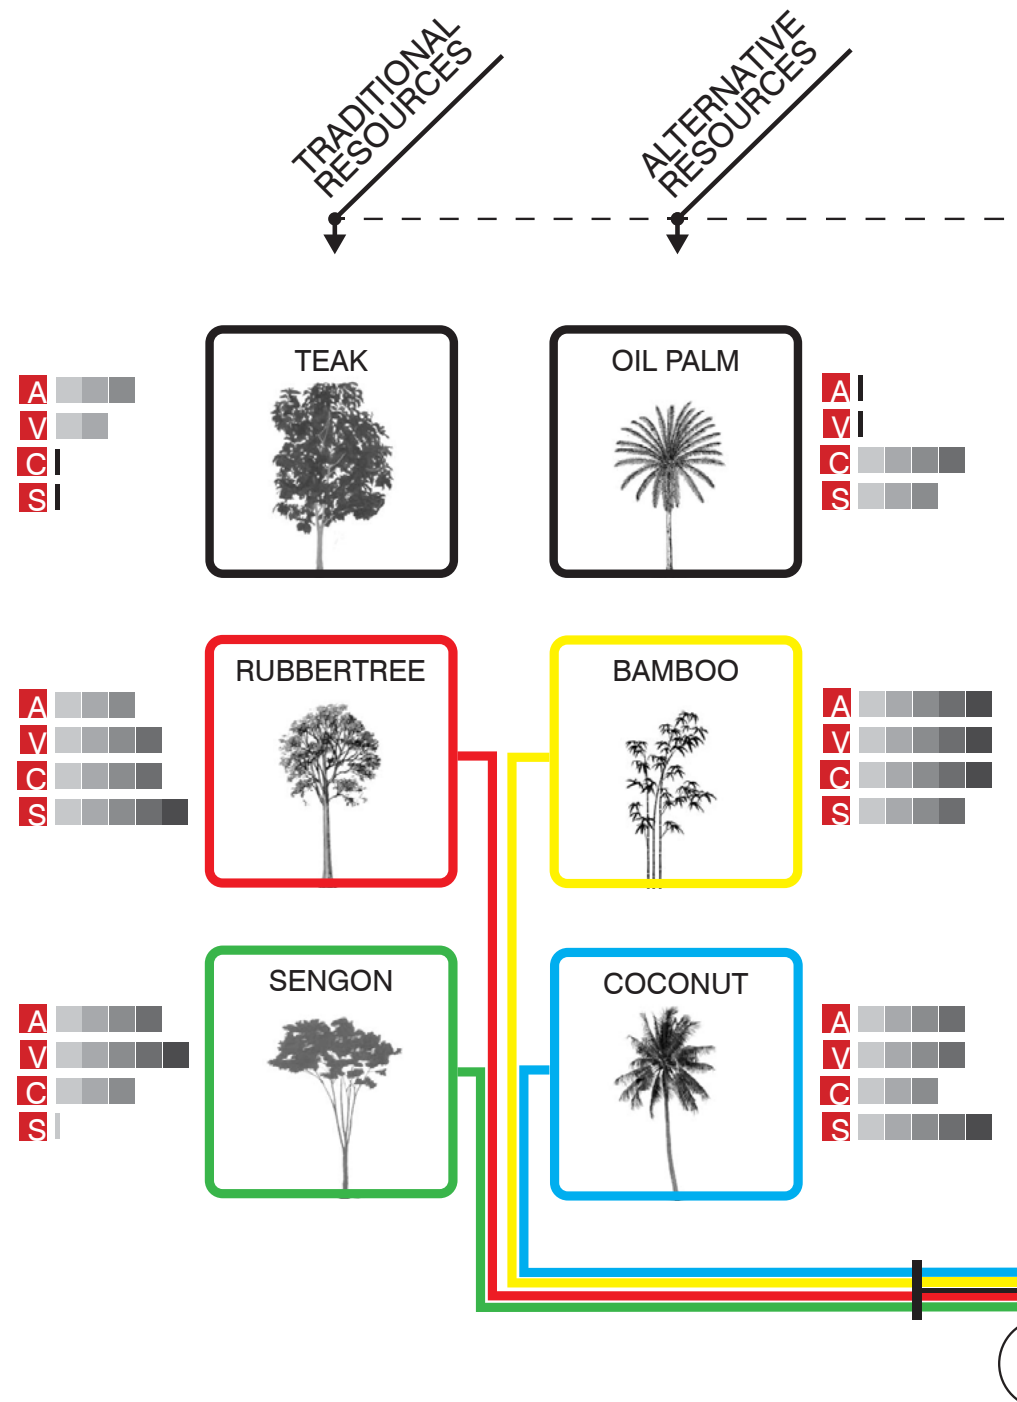 TRADITIONAL
RESOURCES
ALTERNATIVE
RESOURCES
TEAK
A
V
C
S
OIL PALM
A
V
C
S
RUBBERTREE
A
V
C
S
BAMBOO
A
V
C
S
SENGON
A
V
C
S
COCONUT
A
V
C
S